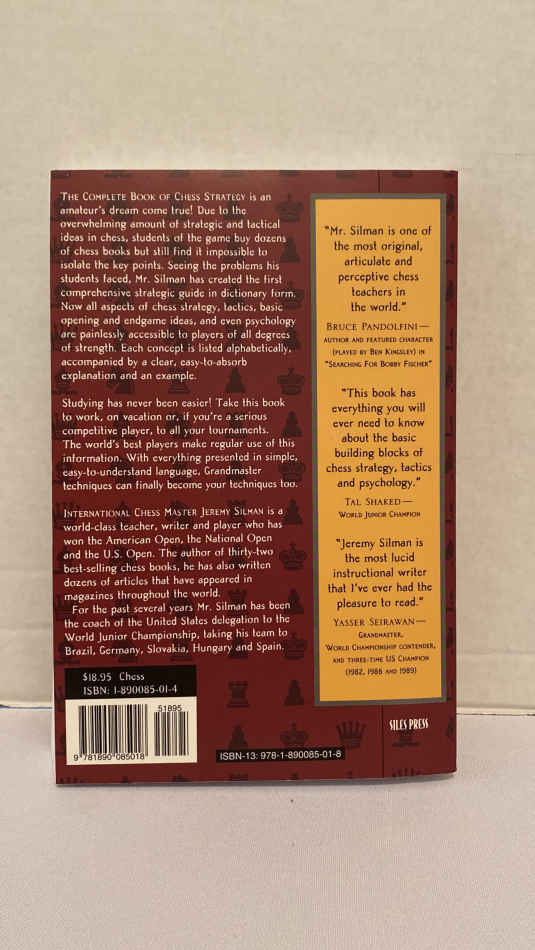 THE COMPLETE BOOK OF CHESS STRATEGY is an
amateur's dream come true! Due to the
overwhelming amount of strategic and tactical
ideas in chess, students of the game buy dozens
of chess books but still find it impossible to
isolate the key points. Seeing the problems his
students faced, Mr. Silman has created the first
comprehensive strategic guide in dictionary form.
Now all aspects of chess strategy, tactics, basic
opening and endgame ideas, and even psychology
are painlessly accessible to players of all degrees
of strength. Each concept is listed alphabetically,
accompanied by a clear, easy-to-absorb
explanation and an example.
Studying has never been easier! Take this book
to work, on vacation or, if you're a serious
competitive player, to all your tournaments.
The world's best players make regular use of this
information. With everything presented in simple,
easy-to-understand language, Grandmaster
techniques can finally become your techniques too.
INTERNATIONAL CHESS MASTER JEREMY SILMAN is a
world-class teacher, writer and player who has
won the American Open, the National Open
and the U.S. Open. The author of thirty-two
best-selling chess books, he has also written
dozens of articles that have appeared in
magazines throughout the world.
For the past several years Mr. Silman has been
the coach of the United States delegation to the
World Junior Championship, taking his team to
Brazil, Germany, Slovakia, Hungary and Spain.
$18.95 Chess
ISBN: 1-890085-01-4
51895
9 781890 085018
ISBN-13: 978-1-890085-01-8
"Mr. Silman is one of
the most original,
articulate and
perceptive chess
teachers in
the world."
BRUCE PANDOLFINI—
AUTHOR AND FEATURED CHARACTER
(PLAYED BY BEN KINGSLEY) IN
"SEARCHING FOR BOBBY FISCHER"
"This book has
everything you will
ever need to know
about the basic
building blocks of
chess strategy, tactics
and psychology."
TAL SHAKED—
WORLD JUNIOR CHAMPION
"Jeremy Silman is
the most lucid
instructional writer
that I've ever had the
pleasure to read."
YASSER SEIRAWAN—
GRANDMASTER,
WORLD CHAMPIONSHIP CONTENDER,
AND THREE-TIME US CHAMPION
(1982, 1986 AND 1989)
SILES PRESS